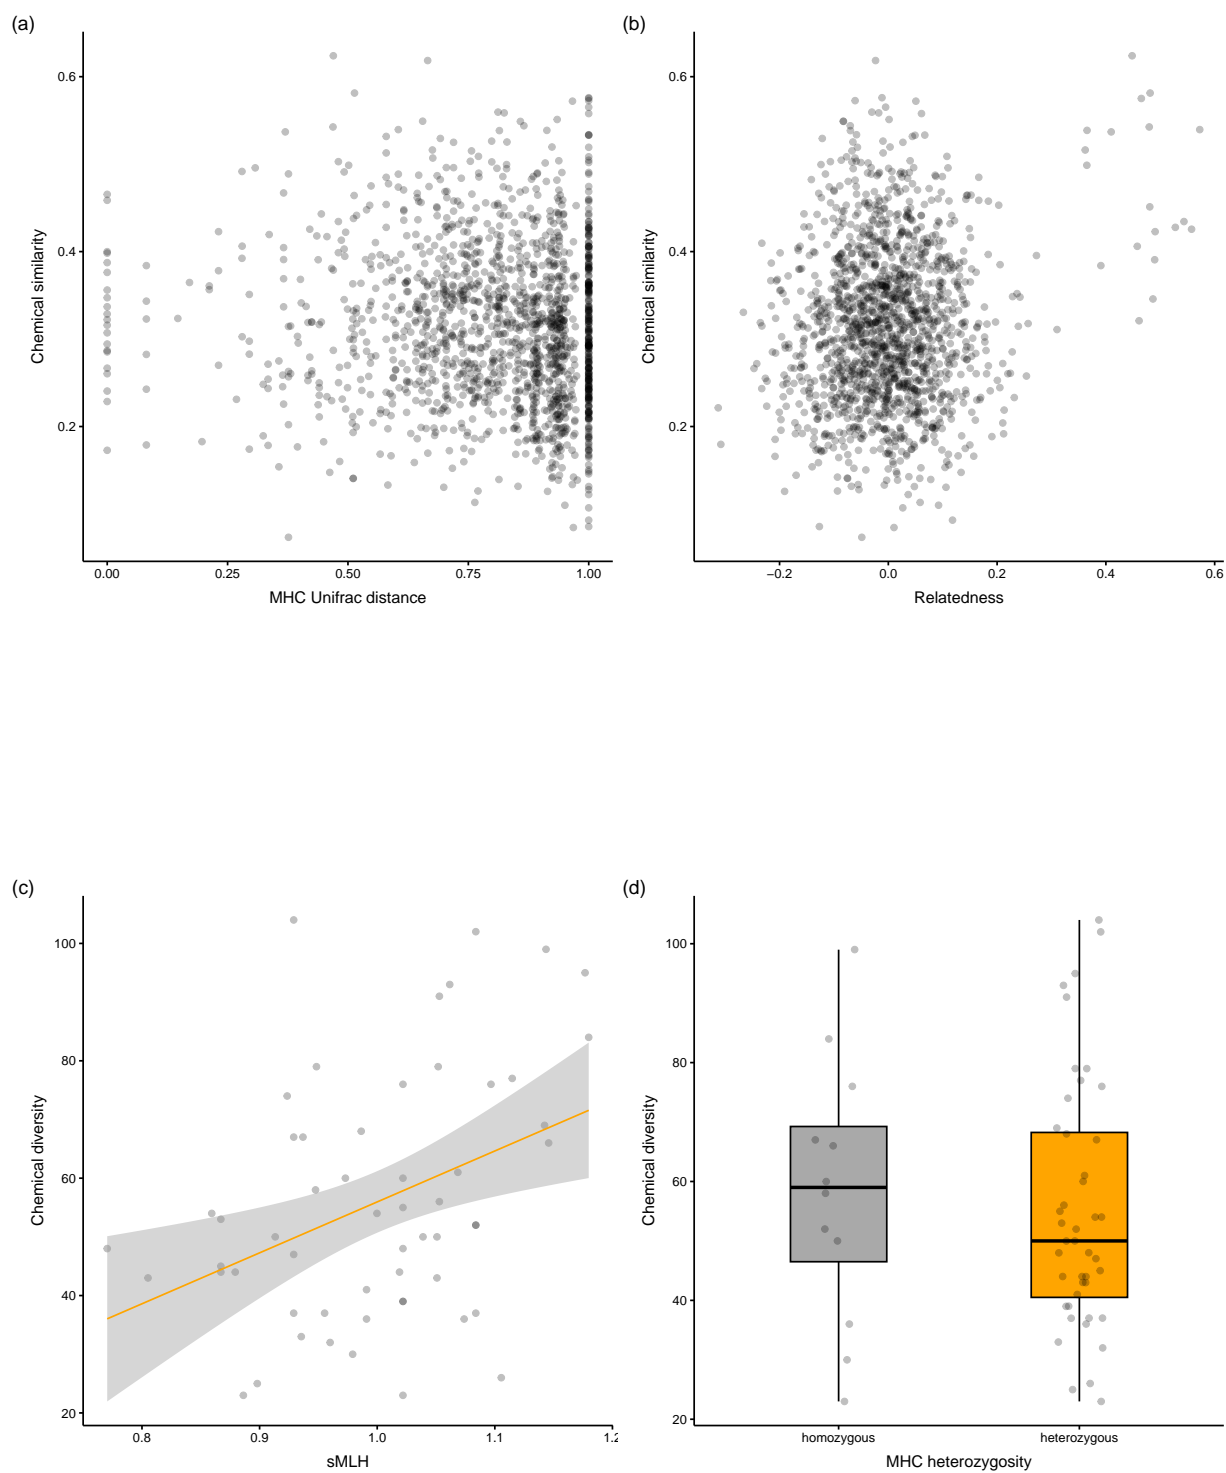 (a)
Chemical similarity
0.6
0.4
0.2
0.00 0.25 0.50 0.75 1.00
MHC Unifrac distance
(b)
Chemical similarity
0.6
0.4
0.2
−0.2 0.0 0.2 0.4 0.6
Relatedness
(c)
Chemical diversity
100
80
60
40
20
0.8 0.9 1.0 1.1 1.2
sMLH
(d)
Chemical diversity
100
80
60
40
20
homozygous heterozygous
MHC heterozygosity